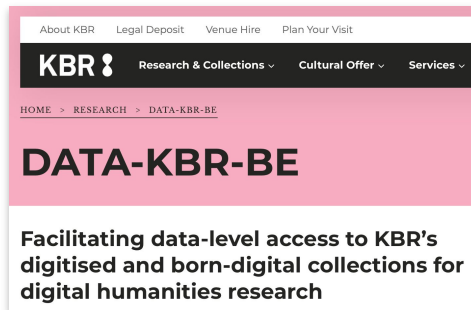 About KBR Legal Deposit Venue Hire Plan Your Visit
KBR Research & Collections Cultural Offer Services
HOME > RESEARCH > DATA-KBR-BE
DATA-KBR-BE
Facilitating data-level access to KBR’s
digitised and born-digital collections for
digital humanities research